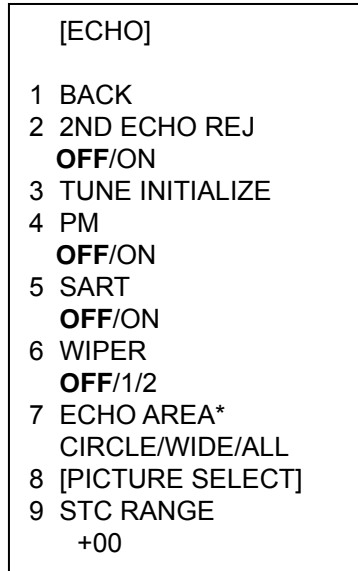 [ECHO]
1 BACK
2 2ND ECHO REJ
OFF/ON
3 TUNE INITIALIZE
4 PM
OFF/ON
5 SART
OFF/ON
6 WIPER
OFF/1/2
7 ECHO AREA*
CIRCLE/WIDE/ALL
8 [PICTURE SELECT]
9 STC RANGE
+00